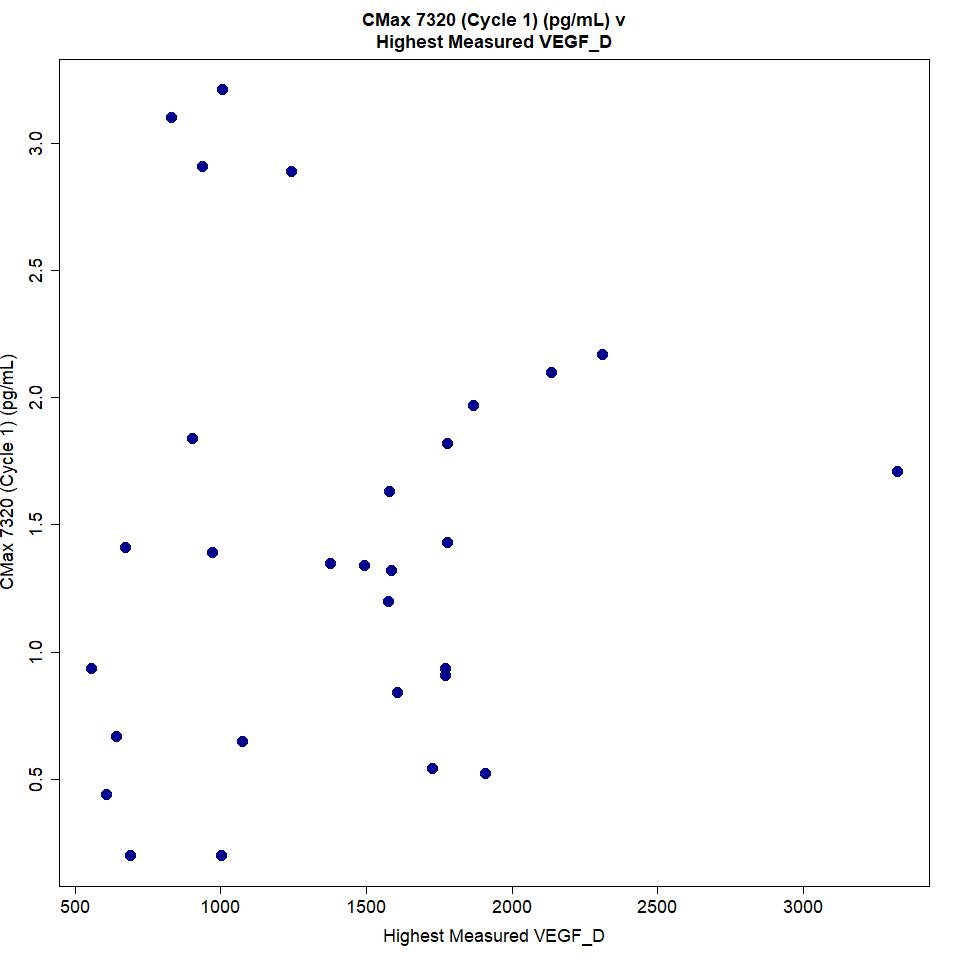 CMax 7320 (Cycle 1) (pg/mL) v
Highest Measured VEGF_D
CMax 7320 (Cycle 1) (pg/mL)
3.0
2.5
2.0
1.5
1.0
0.5
500 1000 1500 2000 2500 3000
Highest Measured VEGF_D